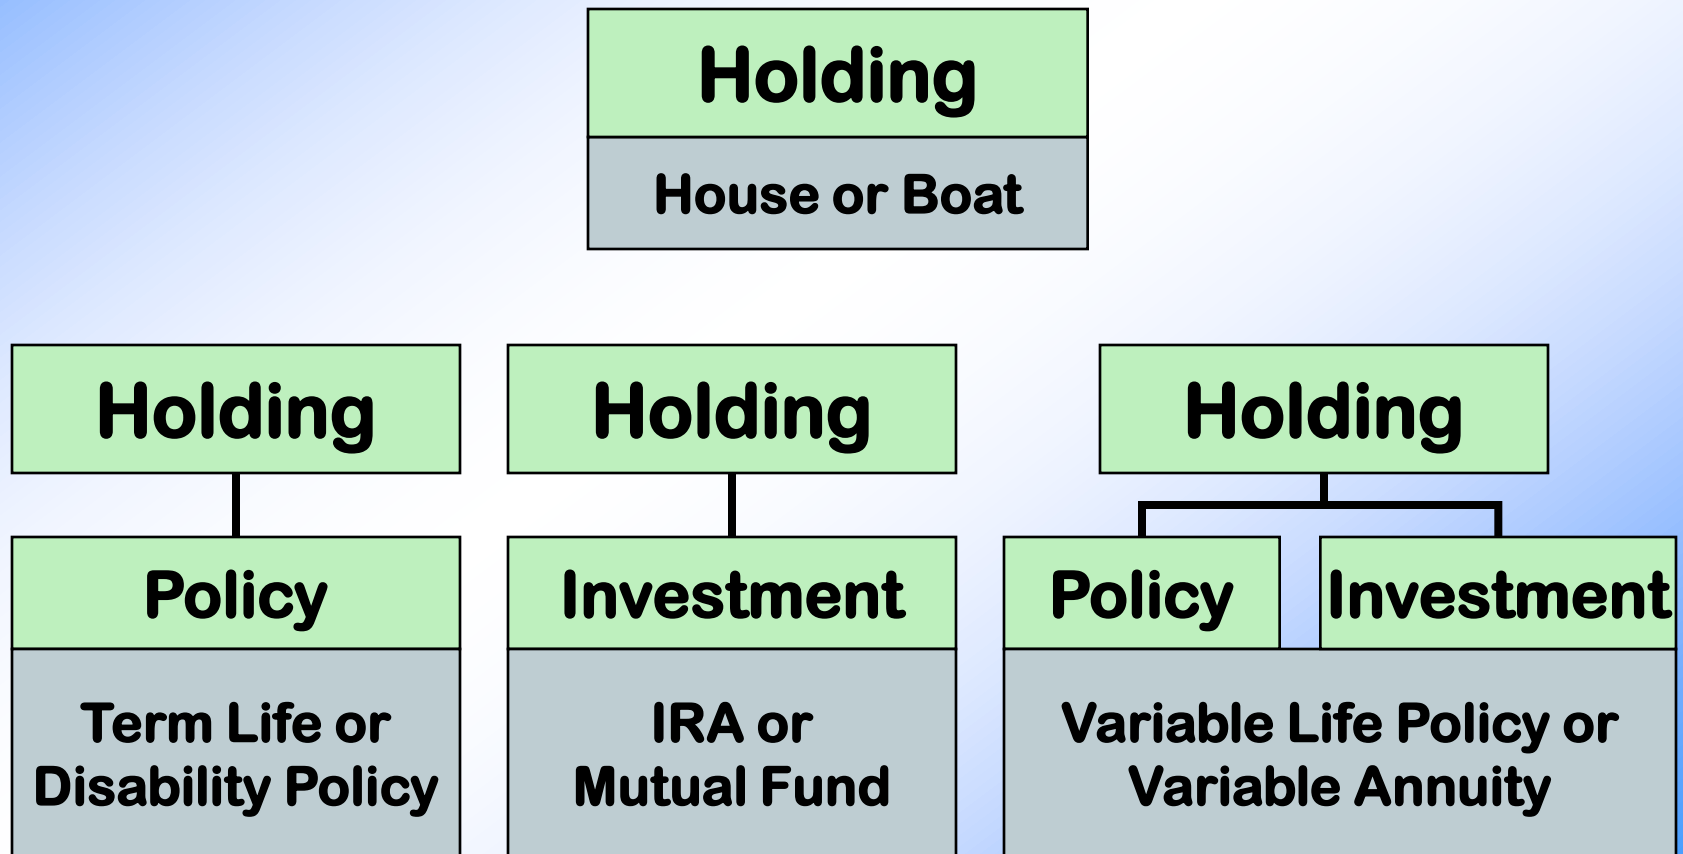 Holding
House or Boat
Holding
Policy
Term Life or
Disability Policy
Holding
Investment
IRA or
Mutual Fund
Holding
Policy
Investment
Variable Life Policy or
Variable Annuity